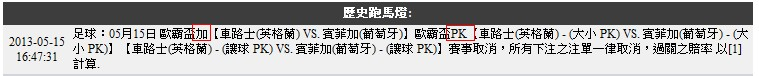 歷史跑馬燈:
2013-05-15
16:47:31
足球：05月15日 歐霸盃加【車路士(英格蘭) VS. 賓菲加(葡萄牙)】歐霸盃PK【車路士(英格蘭) - (大小 PK) VS. 賓菲加(葡萄牙) - (大
小 PK)】【車路士(英格蘭) - (讓球 PK) VS. 賓菲加(葡萄牙) - (讓球 PK)】賽事取消，所有下注之注單一律取消，過關之賠率 以[1]
計算.